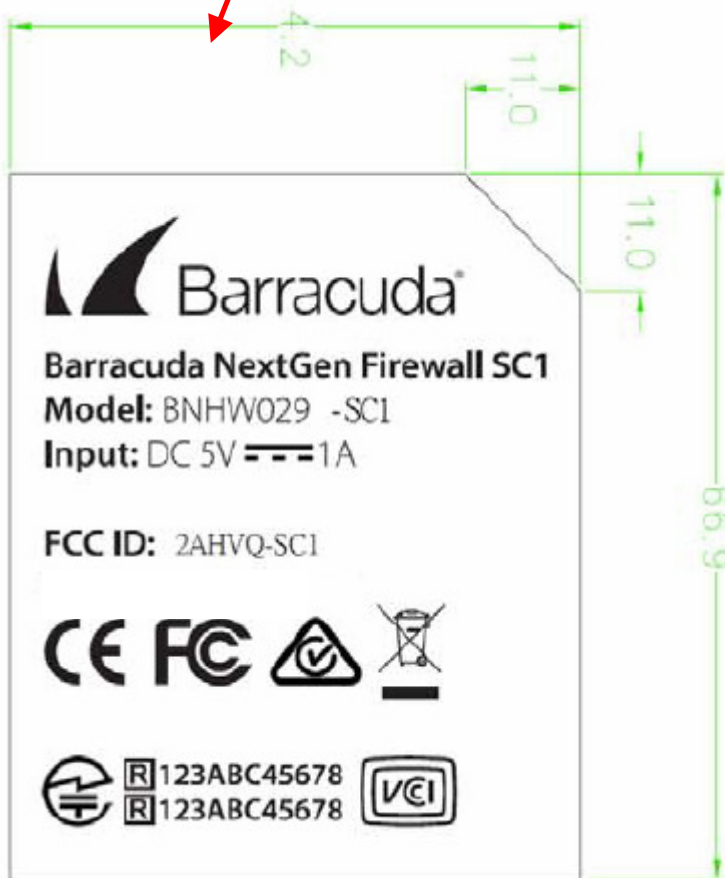 4.2
11.0
11.0
Barracuda®
Barracuda NextGen Firewall SC1
Model: BNHW029 -SC1
Input: DC 5V 1A
66.9
FCC ID: 2AHVQ-SC1
CE FC
R 123ABC45678
R 123ABC45678
VCI